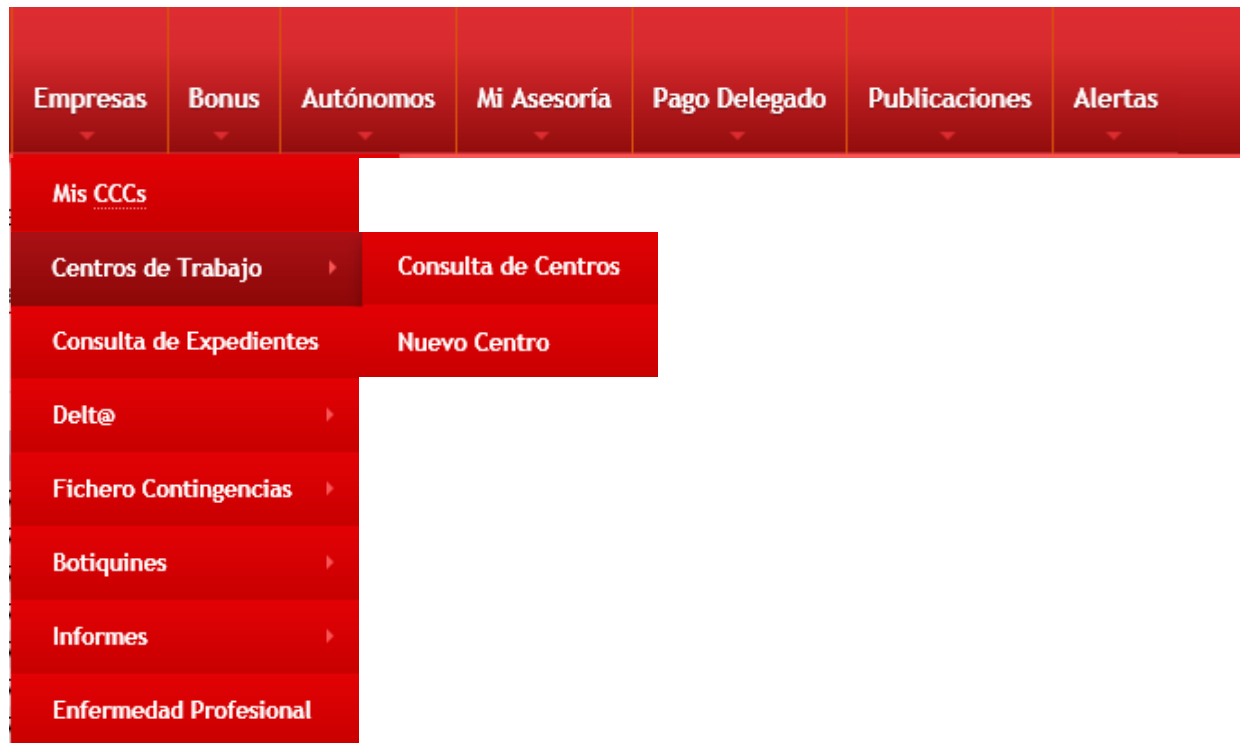 Empresas Bonus Autónomos Mi Asesoría Pago Delegado Publicaciones Alertas
Mis CCCs
Centros de Trabajo Consulta de Centros
Consulta de Expedientes Nuevo Centro
Delt@
Fichero Contingencias
Botiquines
Informes
Enfermedad Profesional